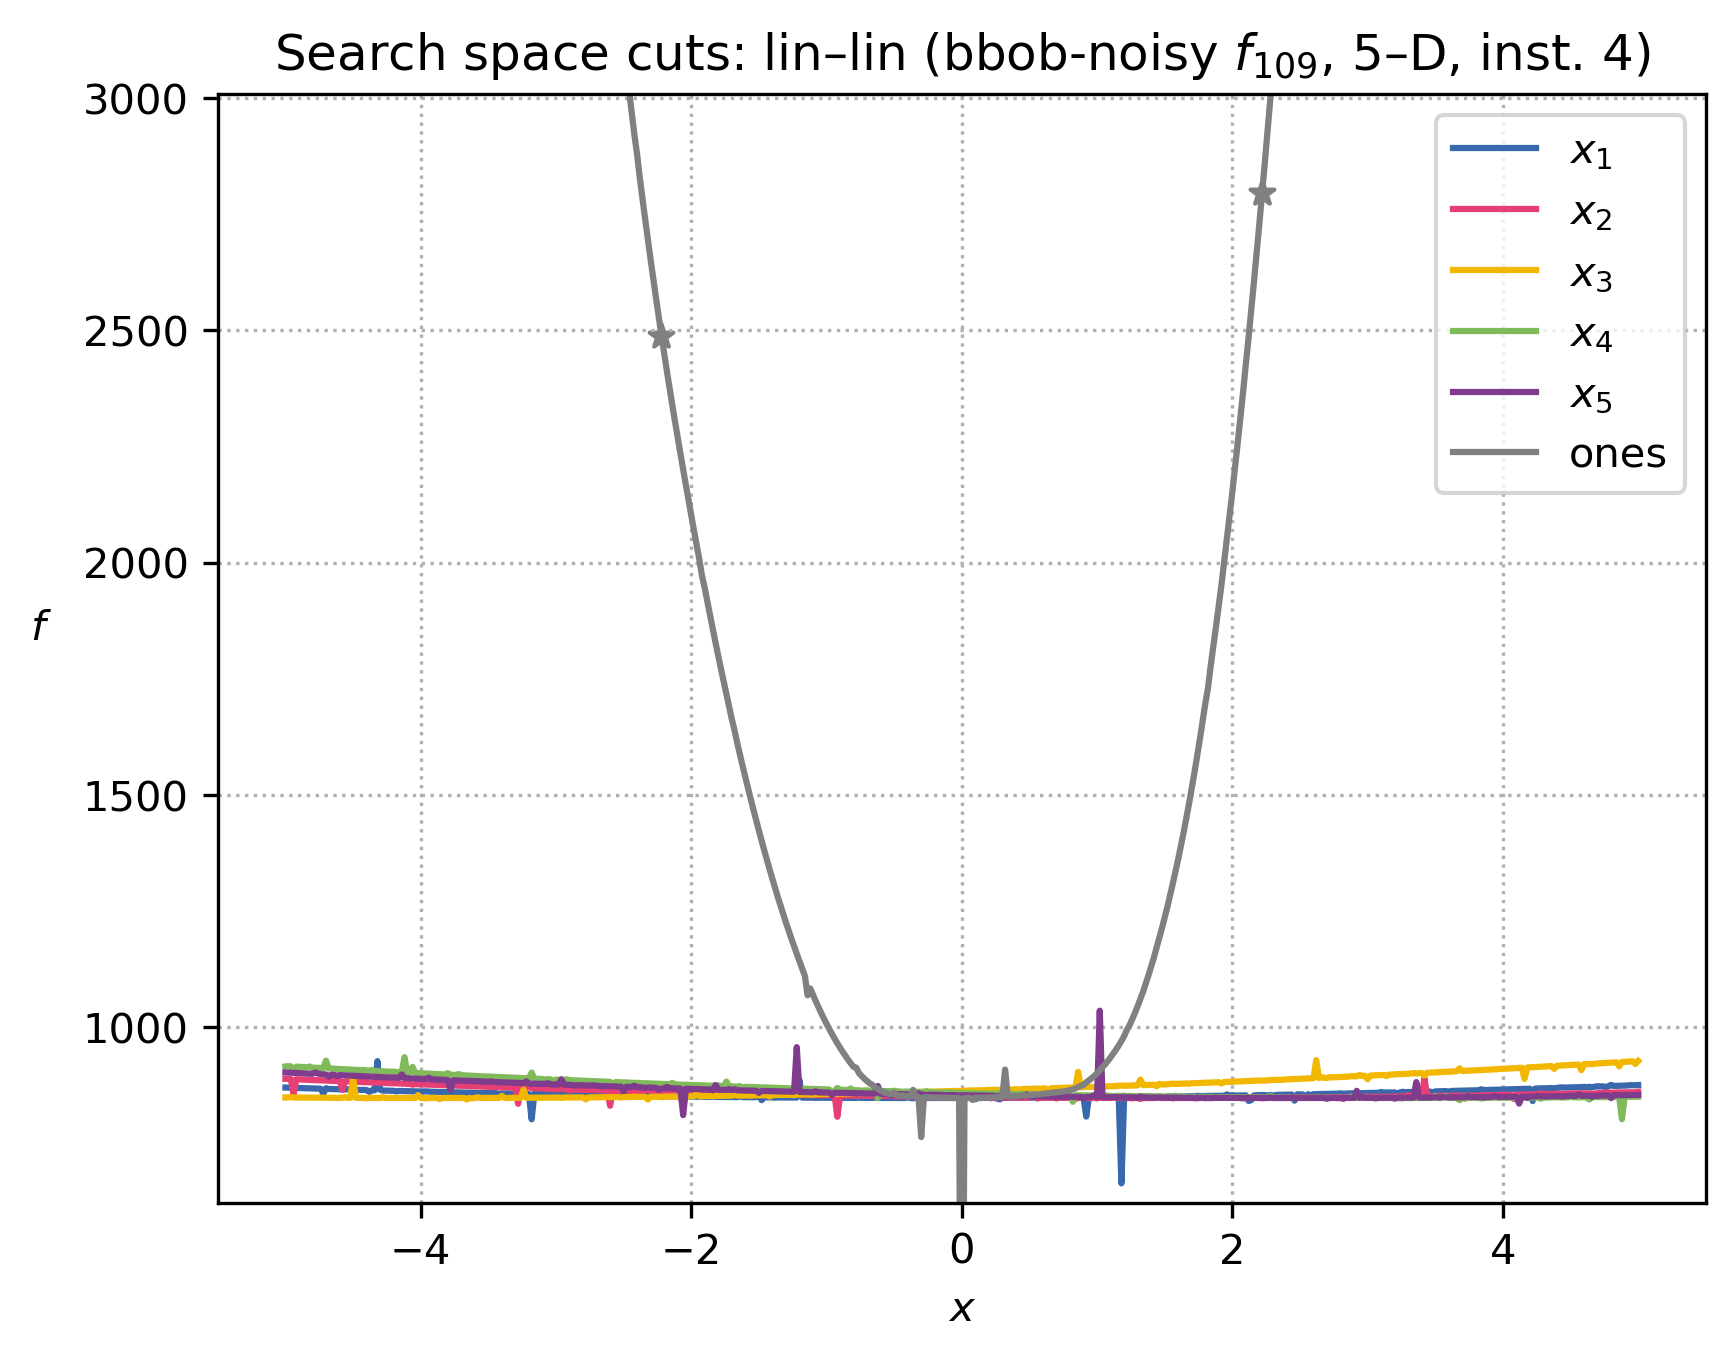 Search space cuts: lin–lin (bbob-noisy f₁₀₉, 5–D, inst. 4)
3000
2500
2000
1500
1000
f
−4
−2
0
2
4
x
x₁
x₂
x₃
x₄
x₅
ones